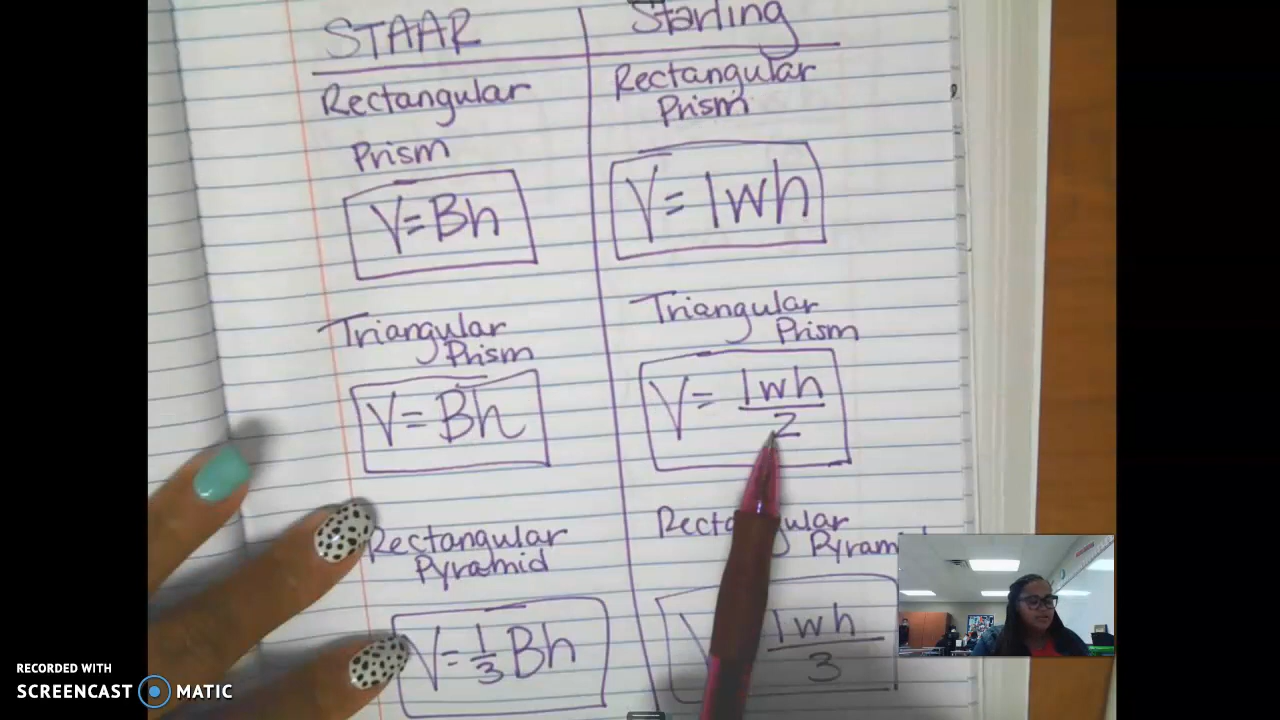 STAAR
Rectangular
Prism
V=Bh
Triangular
Prism
V=Bh
Rectangular
Pyramid
V=1/3 Bh
Starling
Rectangular
Prism
V=lwh
Triangular
Prism
V=lwh/2
Pyram
lwh/3
RECORDED WITH
SCREENCAST MATIC